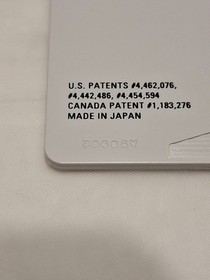 U.S. PATENTS #4,462,076,
#4,442,486, #4,454,594
CANADA PATENT #1,183,276
MADE IN JAPAN